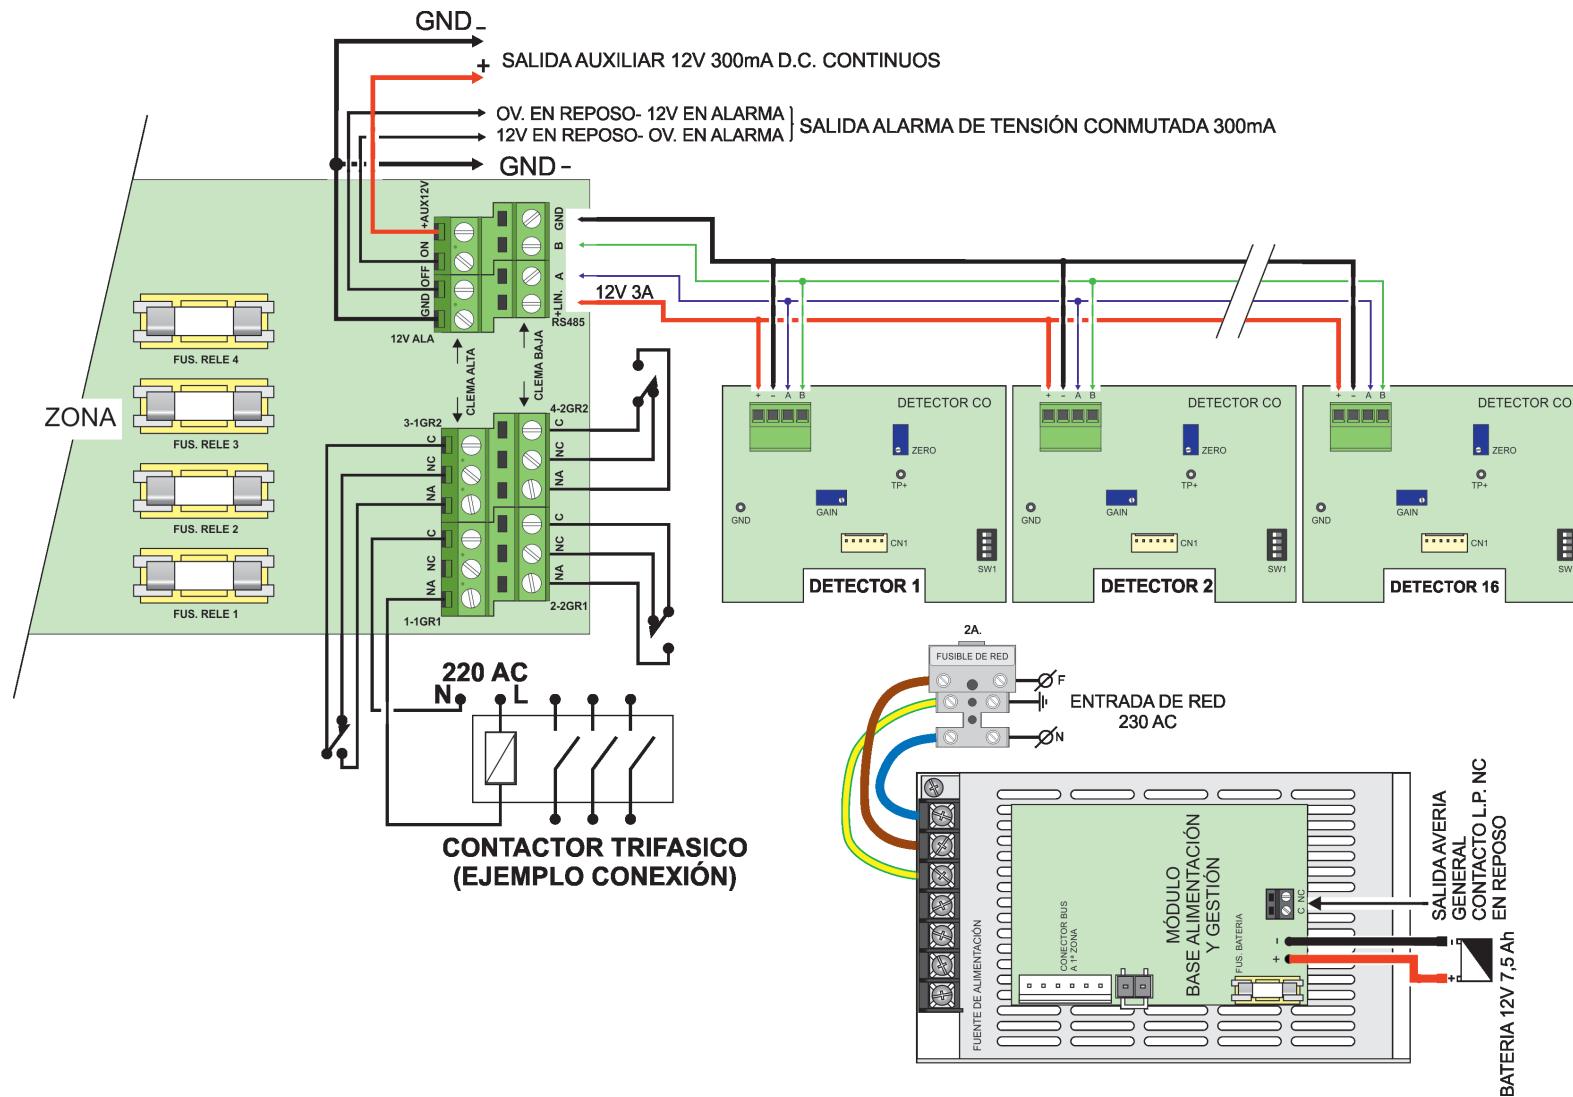 GND -
+ SALIDA AUXILIAR 12V 300mA D.C. CONTINUOS
OV. EN REPOSO- 12V EN ALARMA
12V EN REPOSO- OV. EN ALARMA
SALIDA ALARMA DE TENSIÓN CONMUTADA 300mA
GND -
+AUX12V
ON
OFF
GND
12V ALA
GND
B
A
+LIN.
RS485
12V 3A
CLEMA ALTA
CLEMA BAJA
ZONA
FUS. RELE 4
FUS. RELE 3
FUS. RELE 2
FUS. RELE 1
3-1GR2
C
NC
NA
C
NC
NA
1-1GR1
4-2GR2
C
NC
NA
C
NC
NA
2-2GR1
+ - A B
DETECTOR CO
ZERO
TP+
GND
GAIN
CN1
SW1
DETECTOR 1
+ - A B
DETECTOR CO
ZERO
TP+
GND
GAIN
CN1
SW1
DETECTOR 2
+ - A B
DETECTOR CO
ZERO
TP+
GND
GAIN
CN1
SW
DETECTOR 16
220 AC
N L
CONTACTOR TRIFASICO
(EJEMPLO CONEXIÓN)
2A.
FUSIBLE DE RED
F
N
ENTRADA DE RED
230 AC
FUENTE DE ALIMENTACIÓN
CONECTOR BUS
A 1ª ZONA
MÓDULO
BASE ALIMENTACIÓN
Y GESTIÓN
FUS. BATERIA
C NC
-
+
SALIDA AVERIA
GENERAL
CONTACTO L.P. NC
EN REPOSO
-
+
BATERIA 12V 7,5 Ah